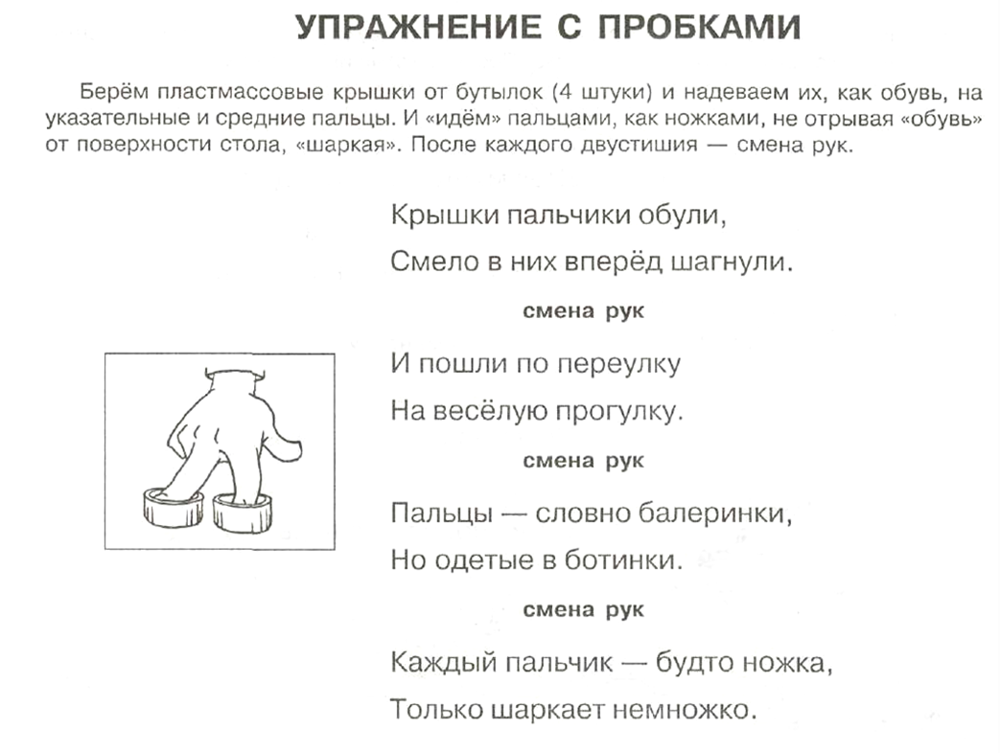 УПРАЖНЕНИЕ С ПРОБКАМИ
Берём пластмассовые крышки от бутылок (4 штуки) и надеваем их, как обувь, на
указательные и средние пальцы. И «идём» пальцами, как ножками, не отрывая «обувь»
от поверхности стола, «шаркая». После каждого двустишия — смена рук.
Крышки пальчики обули,
Смело в них вперёд шагнули.
смена рук
И пошли по переулку
На весёлую прогулку.
смена рук
Пальцы — словно балеринки,
Но одетые в ботинки.
смена рук
Каждый пальчик — будто ножка,
Только шаркает немножко.